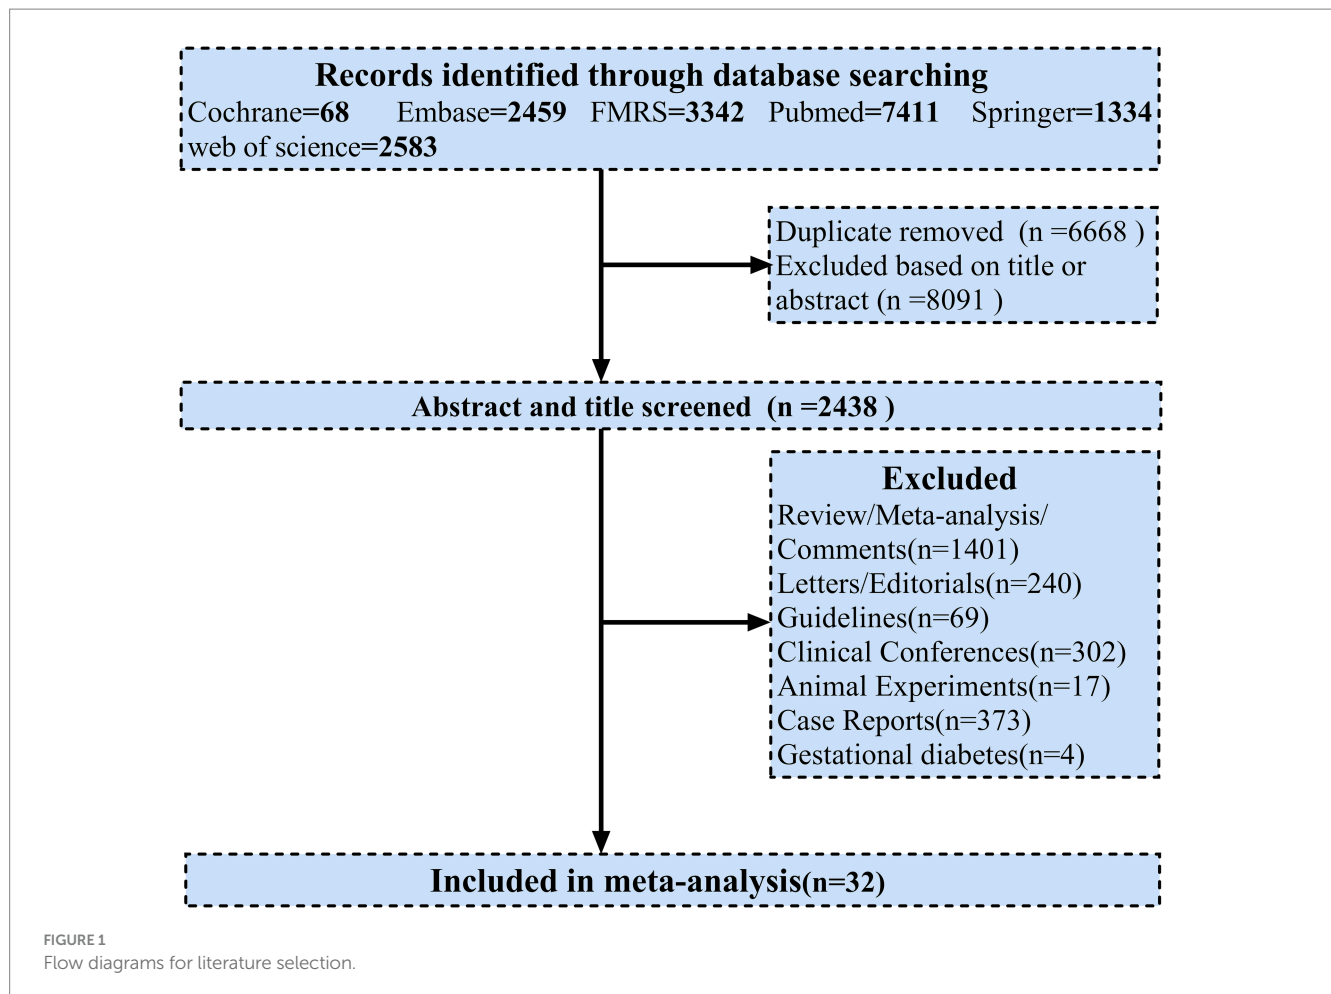 Records identified through database searching
Cochrane=68 Embase=2459 FMRS=3342 Pubmed=7411 Springer=1334
web of science=2583
Duplicate removed (n =6668 )
Excluded based on title or
abstract (n =8091 )
Abstract and title screened (n =2438 )
Excluded
Review/Meta-analysis/
Comments(n=1401)
Letters/Editorials(n=240)
Guidelines(n=69)
Clinical Conferences(n=302)
Animal Experiments(n=17)
Case Reports(n=373)
Gestational diabetes(n=4)
Included in meta-analysis(n=32)
FIGURE 1
Flow diagrams for literature selection.